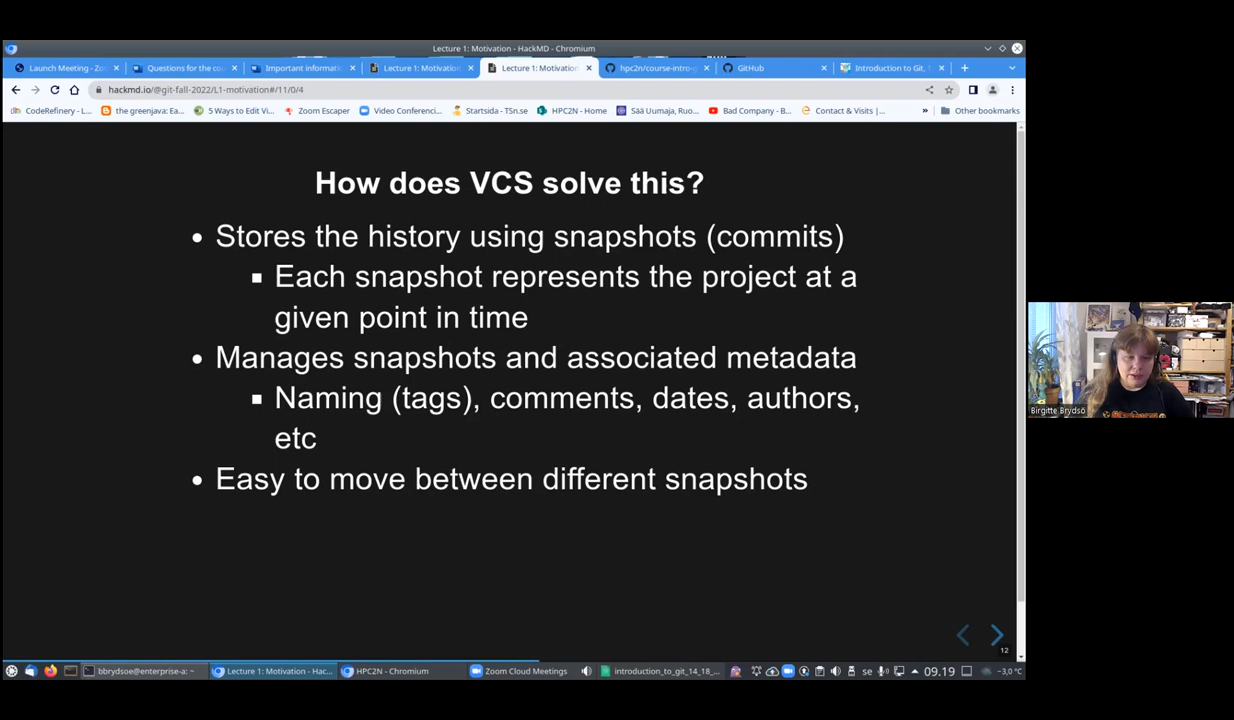 Lecture 1: Motivation - HackMD - Chromium
Launch Meeting - Zo
Questions for the co
Important informati
Lecture 1: Motivation
Lecture 1: Motivation
hpc2n/course-intro-g
GitHub
Introduction to Git, 1
hackmd.io/@git-fall-2022/L1-motivation#/11/0/4
CodeRefinery - L...
the greenjava: Ea...
5 Ways to Edit Vi...
Zoom Escaper
Video Conferenci...
Startsida - TSn.se
HPC2N - Home
Sää Uumaja, Ruo...
Bad Company - B...
Contact & Visits |...
»
Other bookmarks
How does VCS solve this?
• Stores the history using snapshots (commits)
▪ Each snapshot represents the project at a
given point in time
• Manages snapshots and associated metadata
▪ Naming (tags), comments, dates, authors,
etc
• Easy to move between different snapshots
Birgitte Brydsö
12
bbrydsoe@enterprise-a: ~
Lecture 1: Motivation - Hac...
HPC2N - Chromium
Zoom Cloud Meetings
introduction_to_git_14_18_...
se
09.19
-3,0 °C